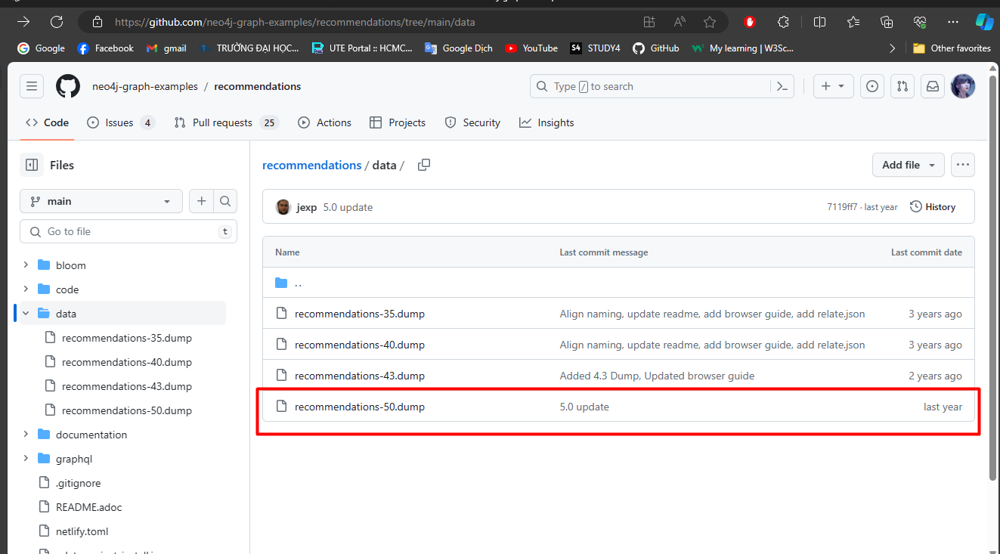 https://github.com/neo4j-graph-examples/recommendations/tree/main/data
Google Facebook gmail TRƯỜNG ĐẠI HỌC... UTE Portal :: HCMC... Google Dịch YouTube S4 STUDY4 GitHub My learning | W3Sc... Other favorites
neo4j-graph-examples / recommendations
Type / to search
Code Issues 4 Pull requests 25 Actions Projects Security Insights
Files
main
Go to file t
bloom
code
data
recommendations-35.dump
recommendations-40.dump
recommendations-43.dump
recommendations-50.dump
documentation
graphql
.gitignore
README.adoc
netlify.toml
recommendations / data /
Add file
jexp 5.0 update 7119ff7 · last year History
Name Last commit message Last commit date
..
recommendations-35.dump Align naming, update readme, add browser guide, add relate.json 3 years ago
recommendations-40.dump Align naming, update readme, add browser guide, add relate.json 3 years ago
recommendations-43.dump Added 4.3 Dump, Updated browser guide 2 years ago
recommendations-50.dump 5.0 update last year